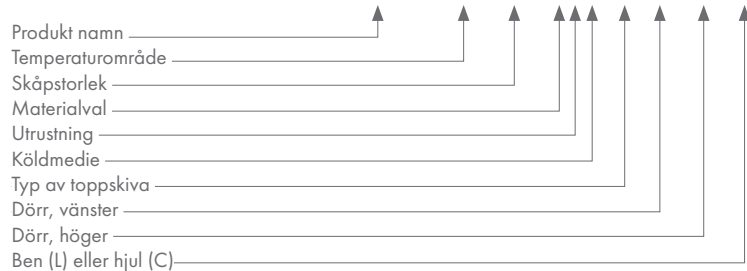 Produkt namn
Temperaturområde
Skåpstorlek
Materialval
Utrustning
Köldmedie
Typ av toppskiva
Dörr, vänster
Dörr, höger
Ben (L) eller hjul (C)